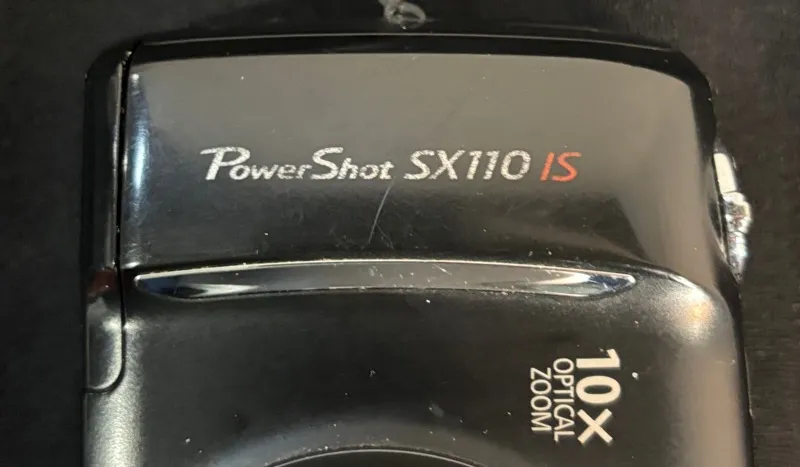 PowerShot SX110 IS
10x
OPTICAL
ZOOM